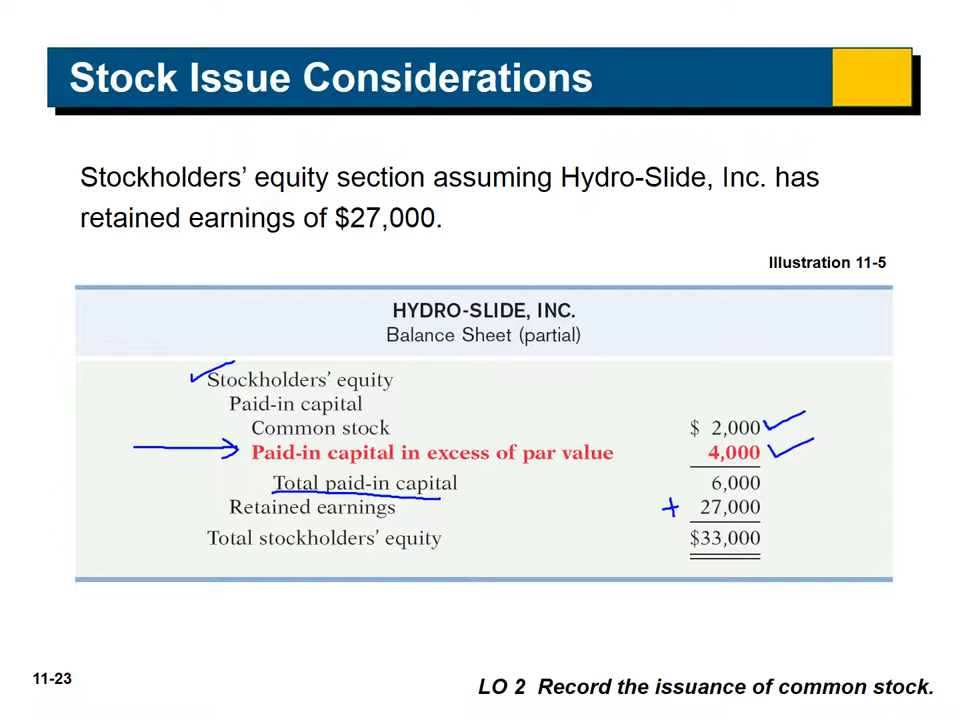 Stock Issue Considerations
Stockholders’ equity section assuming Hydro-Slide, Inc. has
retained earnings of $27,000.
Illustration 11-5
HYDRO-SLIDE, INC.
Balance Sheet (partial)
Stockholders’ equity
Paid-in capital
Common stock $ 2,000
Paid-in capital in excess of par value 4,000
Total paid-in capital 6,000
Retained earnings + 27,000
Total stockholders’ equity $33,000
11-23
LO 2 Record the issuance of common stock.